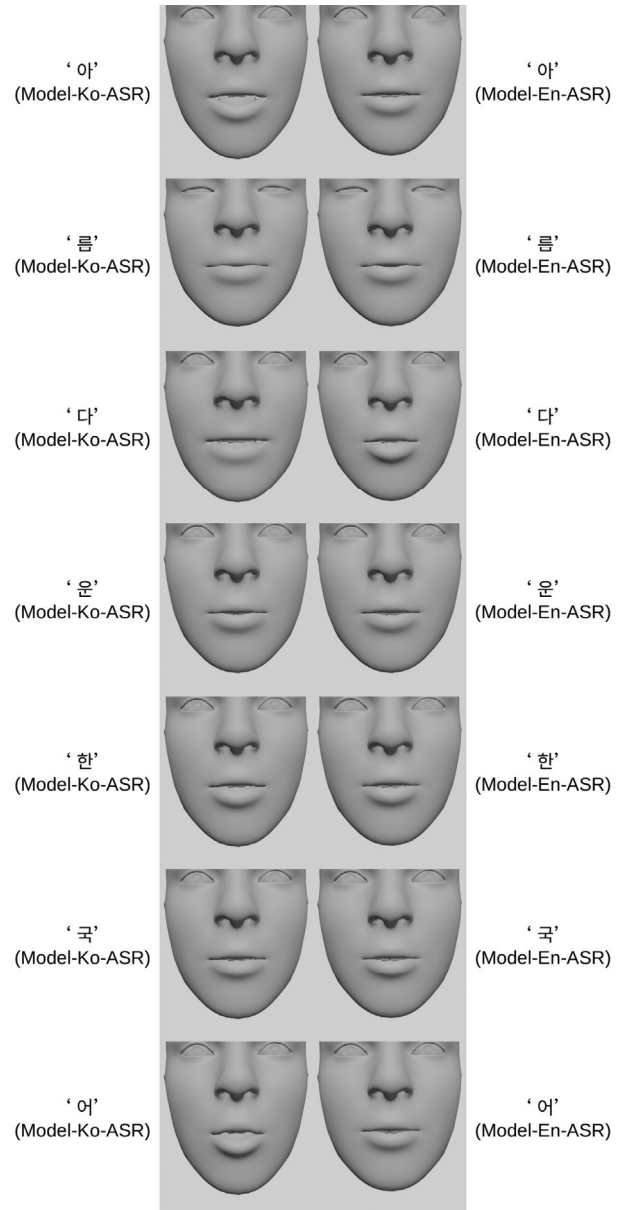 ‘ 아’
(Model-Ko-ASR)
‘ 아’
(Model-En-ASR)
‘ 름’
(Model-Ko-ASR)
‘ 름’
(Model-En-ASR)
‘ 다’
(Model-Ko-ASR)
‘ 다’
(Model-En-ASR)
‘ 운’
(Model-Ko-ASR)
‘ 운’
(Model-En-ASR)
‘ 한’
(Model-Ko-ASR)
‘ 한’
(Model-En-ASR)
‘ 국’
(Model-Ko-ASR)
‘ 국’
(Model-En-ASR)
‘ 어’
(Model-Ko-ASR)
‘ 어’
(Model-En-ASR)